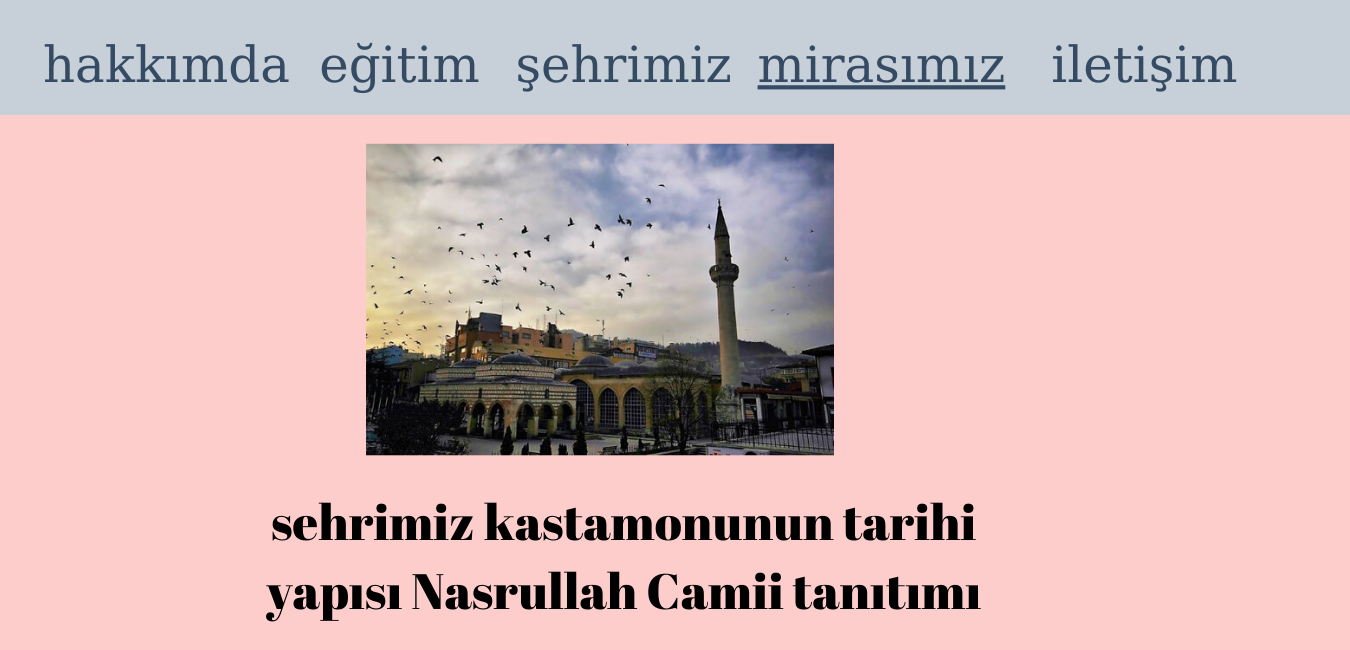 hakkımda eğitim şehrimiz mirasımız iletişim
sehrimiz kastamonunun tarihi
yapısı Nasrullah Camii tanıtımı